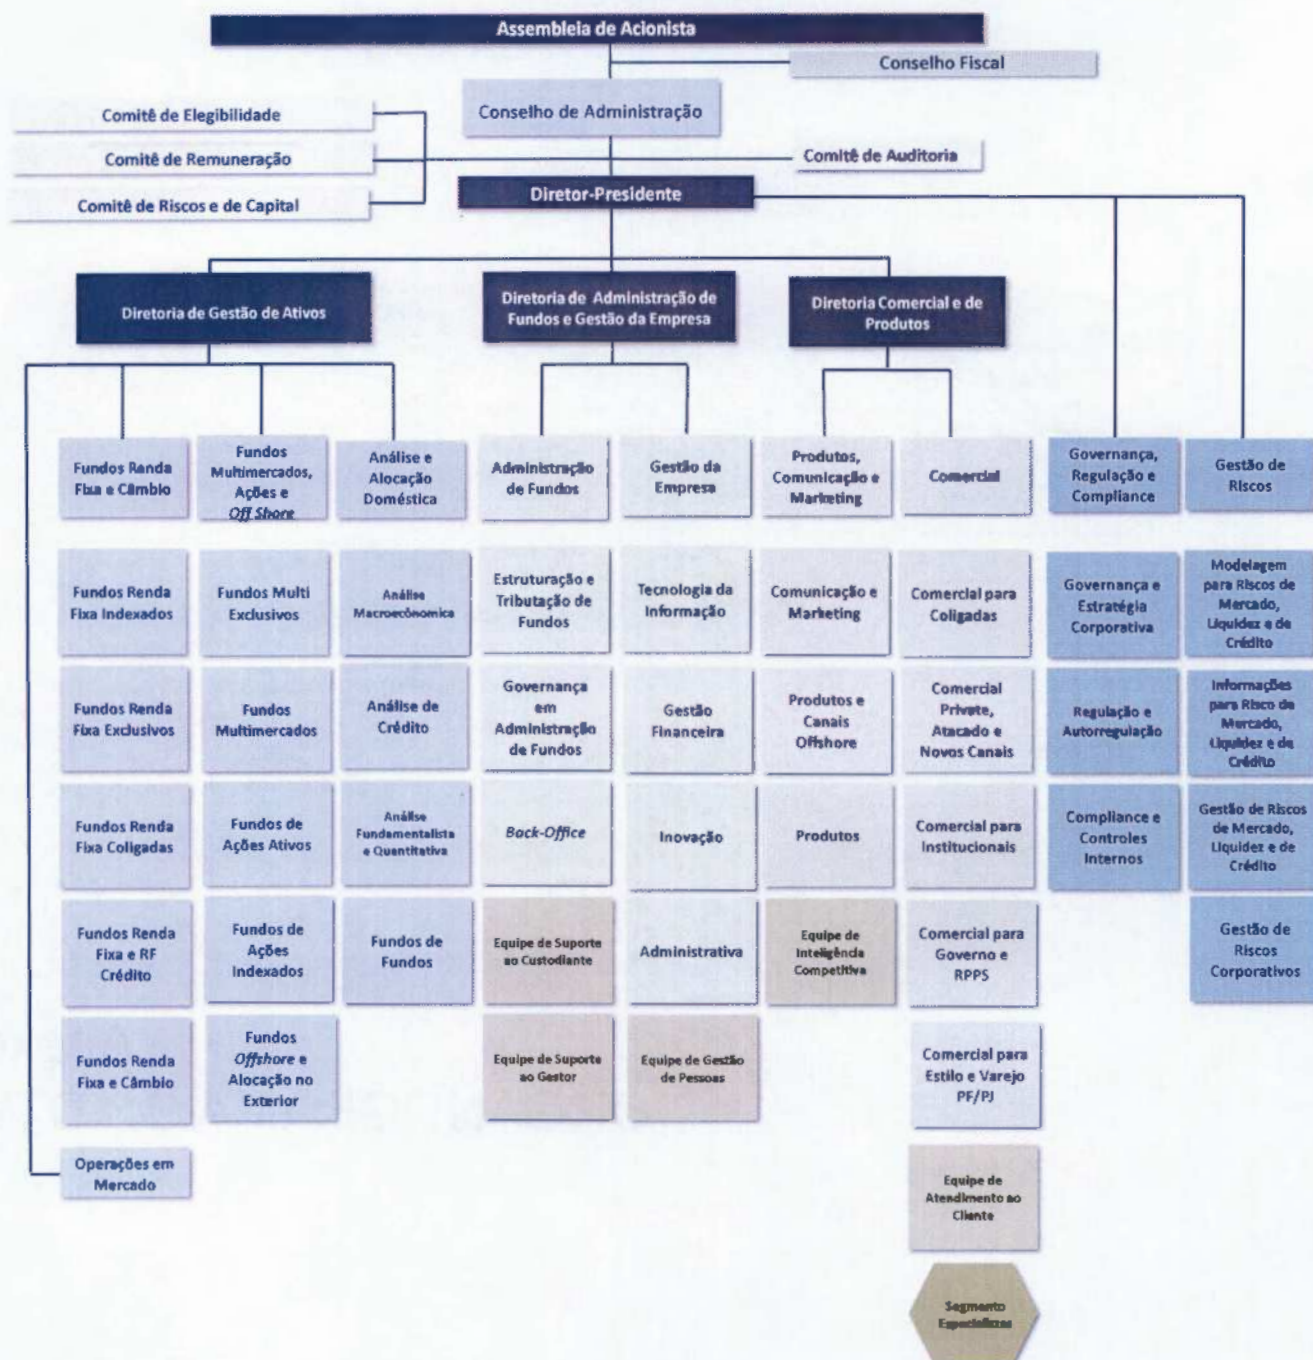 Assembleia de Acionista
Conselho Fiscal
Conselho de Administração
Comitê de Elegibilidade
Comitê de Remuneração
Comitê de Auditoria
Comitê de Riscos e de Capital
Diretor-Presidente
Diretoria de Gestão de Ativos
Diretoria de Administração de
Fundos e Gestão da Empresa
Diretoria Comercial e de
Produtos
Fundos Renda
Fixa e Câmbio
Fundos
Multimercados,
Ações e
Off Shore
Análise e
Alocação
Doméstica
Administração
de Fundos
Gestão da
Empresa
Produtos,
Comunicação e
Marketing
Comercial
Governança,
Regulação e
Compliance
Gestão de
Riscos
Fundos Renda
Fixa Indexados
Fundos Multi
Exclusivos
Análise
Macroecônomica
Estruturação e
Tributação de
Fundos
Tecnologia da
Informação
Comunicação e
Marketing
Comercial para
Coligadas
Governança e
Estratégia
Corporativa
Modelagem
para Riscos de
Mercado,
Liquidez e de
Crédito
Fundos Renda
Fixa Exclusivos
Fundos
Multimercados
Análise de
Crédito
Governança
em
Administração
de Fundos
Gestão
Financeira
Produtos e
Canais
Offshore
Comercial
Private,
Atacado e
Novos Canais
Regulação e
Autorregulação
Informações
para Risco de
Mercado,
Liquidez e de
Crédito
Fundos Renda
Fixa Coligadas
Fundos de
Ações Ativos
Análise
Fundamentalista
e Quantitativa
Back-Office
Inovação
Produtos
Comercial para
Institucionais
Compliance e
Controles
Internos
Gestão de Riscos
de Mercado,
Liquidez e de
Crédito
Fundos Renda
Fixa e RF
Crédito
Fundos de
Ações
Indexados
Fundos de
Fundos
Equipe de Suporte
ao Custodiante
Administrativa
Equipe de
Inteligência
Competitiva
Comercial para
Governo e
RPPS
Gestão de
Riscos
Corporativos
Fundos Renda
Fixa e Câmbio
Fundos
Offshore e
Alocação no
Exterior
Equipe de Suporte
ao Gestor
Equipe de Gestão
de Pessoas
Comercial para
Estilo e Varejo
PF/PJ
Operações em
Mercado
Equipe de
Atendimento ao
Cliente
Segmento
Especialistas